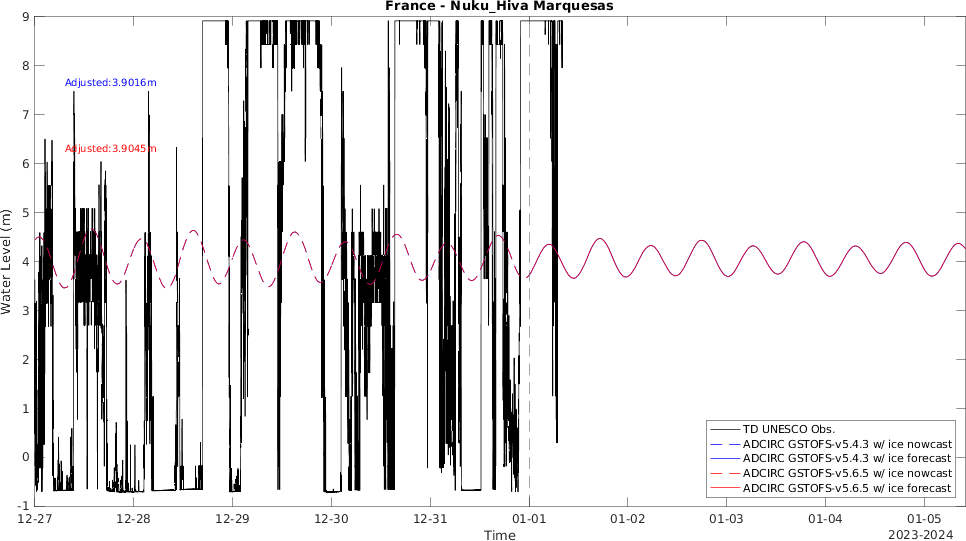 France - Nuku_Hiva Marquesas
9
8
7
6
5
4
3
2
1
0
-1
Water Level (m)
Adjusted:3.9016m
Adjusted:3.9045m
TD UNESCO Obs.
ADCIRC GSTOFS-v5.4.3 w/ ice nowcast
ADCIRC GSTOFS-v5.4.3 w/ ice forecast
ADCIRC GSTOFS-v5.6.5 w/ ice nowcast
ADCIRC GSTOFS-v5.6.5 w/ ice forecast
12-27 12-28 12-29 12-30 12-31 01-01 01-02 01-03 01-04 01-05
Time
2023-2024